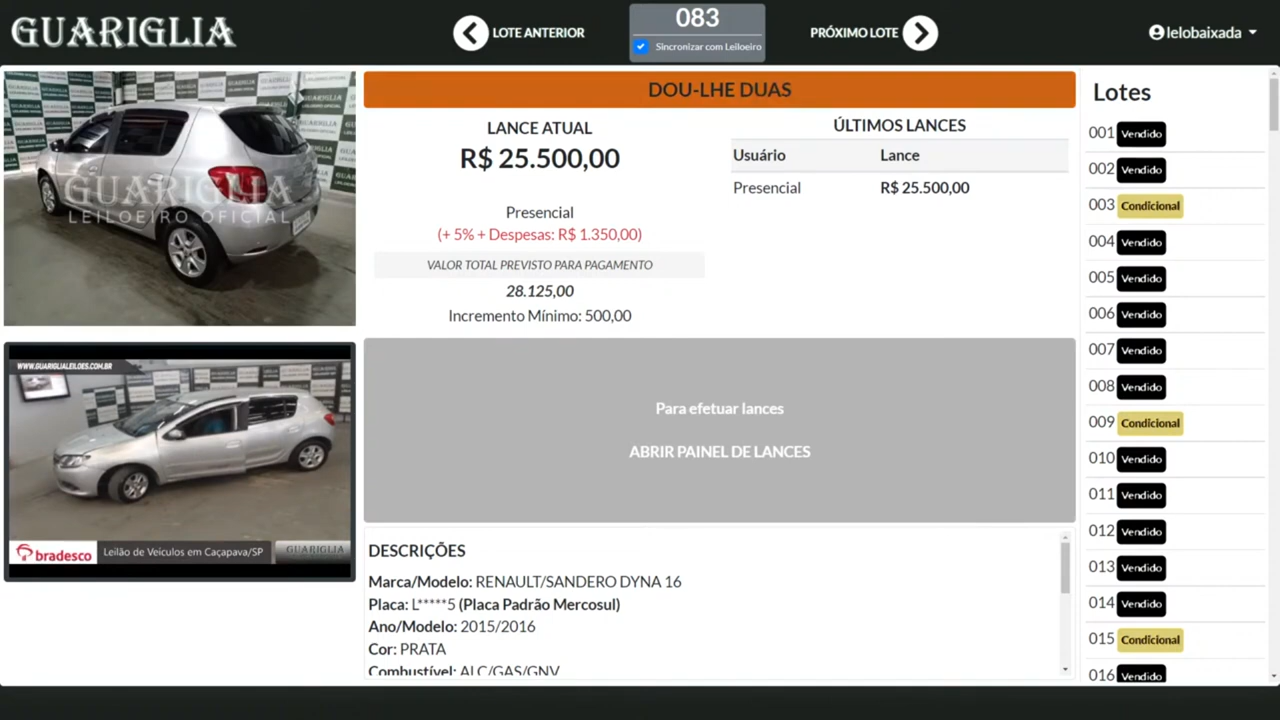 GUARIGLIA
LOTE ANTERIOR
083
Sincronizar com Leiloeiro
PRÓXIMO LOTE
lelobaixada
GUARIGLIA
LEILOEIRO OFICIAL
WWW.GUARIGLIALEILOES.COM.BR
bradesco
Leilão de Veículos em Caçapava/SP
GUARIGLIA
DOU-LHE DUAS
LANCE ATUAL
R$ 25.500,00
Presencial
(+ 5% + Despesas: R$ 1.350,00)
VALOR TOTAL PREVISTO PARA PAGAMENTO
28.125,00
Incremento Mínimo: 500,00
ÚLTIMOS LANCES
Usuário Lance
Presencial R$ 25.500,00
Para efetuar lances
ABRIR PAINEL DE LANCES
DESCRIÇÕES
Marca/Modelo: RENAULT/SANDERO DYNA 16
Placa: L*****5 (Placa Padrão Mercosul)
Ano/Modelo: 2015/2016
Cor: PRATA
Combustível: ALC/GAS/GNV
Lotes
001 Vendido
002 Vendido
003 Condicional
004 Vendido
005 Vendido
006 Vendido
007 Vendido
008 Vendido
009 Condicional
010 Vendido
011 Vendido
012 Vendido
013 Vendido
014 Vendido
015 Condicional
016 Vendido